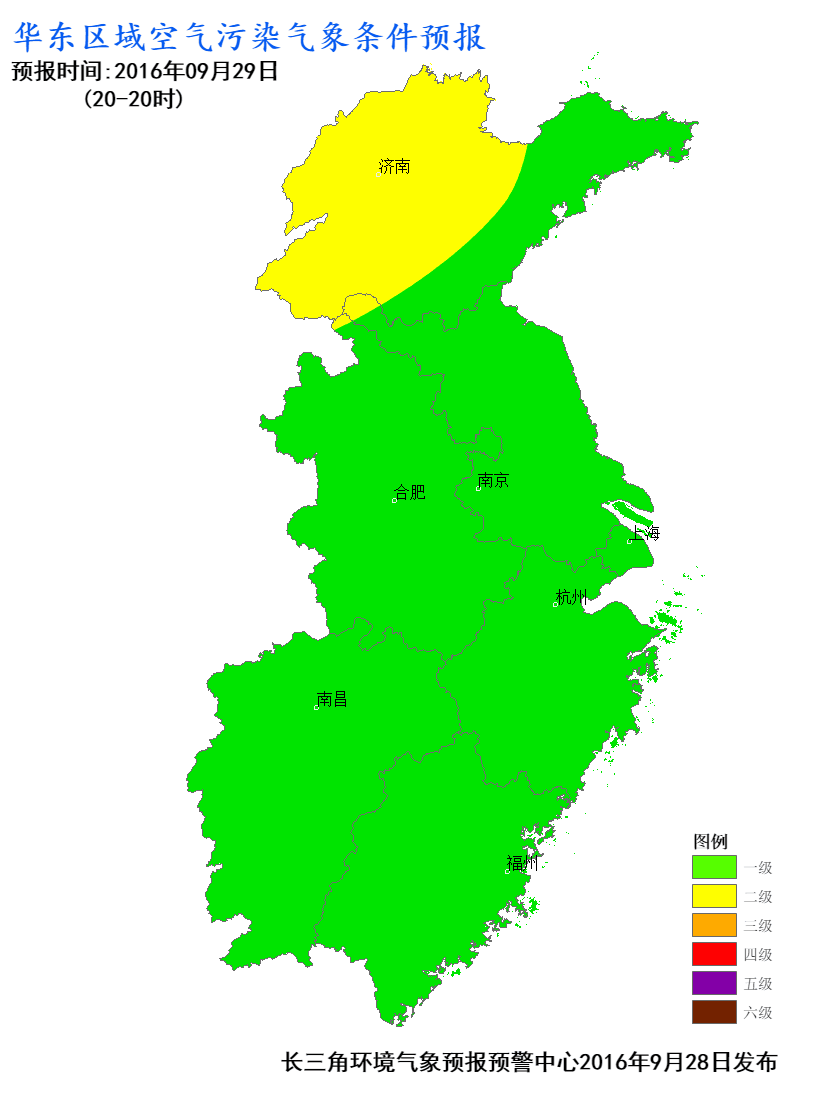 华东区域空气污染气象条件预报
预报时间:2016年09月29日
(20-20时)
济南
南京
合肥
上海
杭州
南昌
福州
图例
一级
二级
三级
四级
五级
六级
长三角环境气象预报预警中心2016年9月28日发布